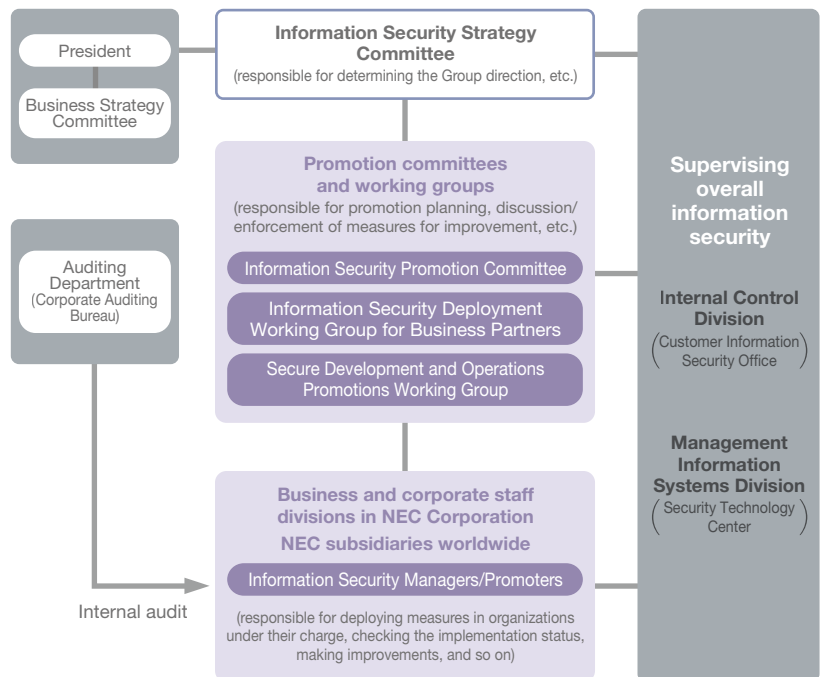 President
Business Strategy
Committee
Information Security Strategy
Committee
(responsible for determining the Group direction, etc.)
Promotion committees
and working groups
(responsible for promotion planning, discussion/
enforcement of measures for improvement, etc.)
Information Security Promotion Committee
Information Security Deployment
Working Group for Business Partners
Secure Development and Operations
Promotions Working Group
Auditing
Department
(Corporate Auditing
Bureau)
Internal audit
Business and corporate staff
divisions in NEC Corporation
NEC subsidiaries worldwide
Information Security Managers/Promoters
(responsible for deploying measures in organizations
under their charge, checking the implementation status,
making improvements, and so on)
Supervising
overall
information
security
Internal Control
Division
(Customer Information
Security Office)
Management
Information
Systems Division
(Security Technology
Center)